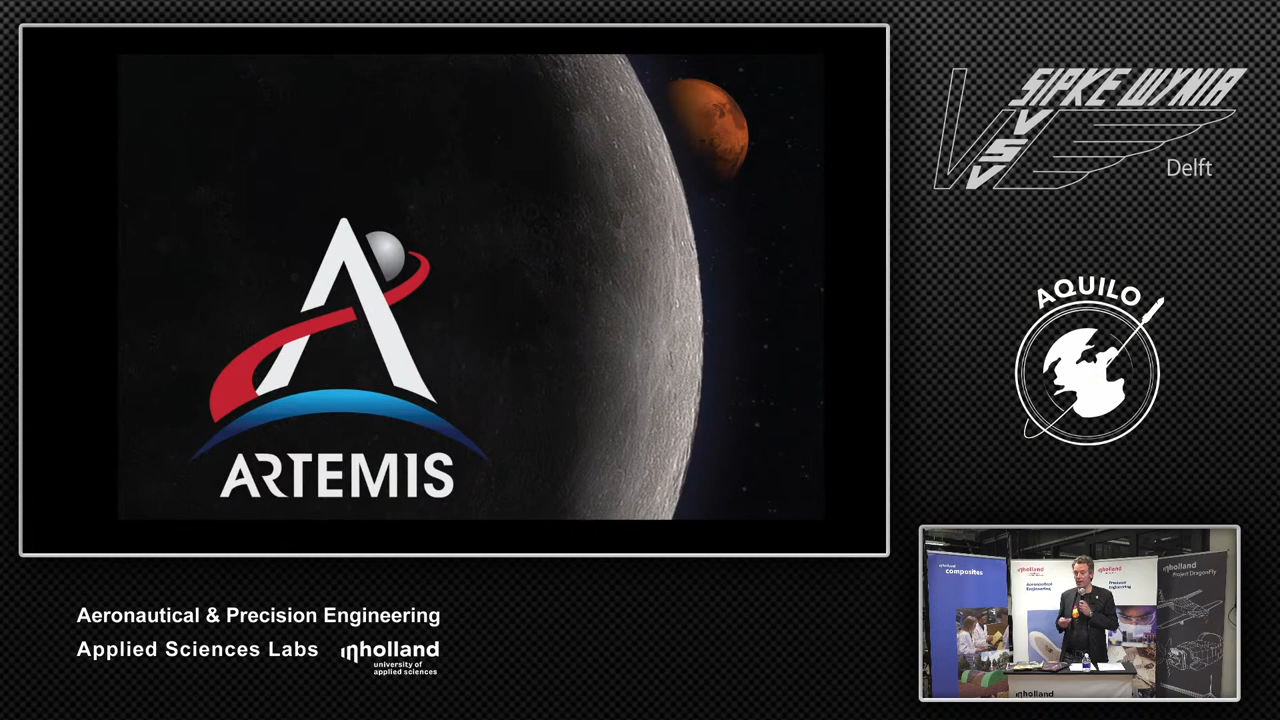 ARTEMIS
Aeronautical & Precision Engineering
Applied Sciences Labs
inholland
university of
applied sciences
SIPKE WYNIA
VSV
Delft
AQUILO
inholland
composites
inholland
Aeronautical
Engineering
inholland
Precision
Engineering
inholland
Project DragonFly
inholland